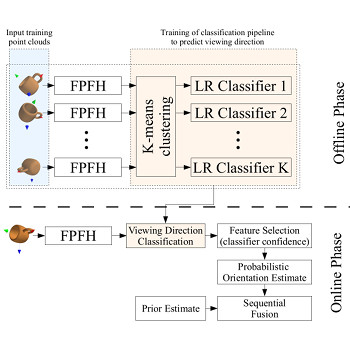 Input training
point clouds
Training of classification pipeline
to predict viewing direction
FPFH
K-means
clustering
LR Classifier 1
FPFH
LR Classifier 2
FPFH
LR Classifier K
Offline Phase
FPFH
Viewing Direction
Classification
Feature Selection
(classifier confidence)
Probabilistic
Orientation Estimate
Prior Estimate
Sequential
Fusion
Online Phase